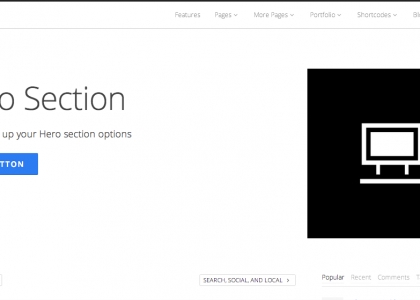 Features Pages More Pages Portfolio Shortcodes Bl
o Section
up your Hero section options
TTON
SEARCH, SOCIAL, AND LOCAL
Popular Recent Comments T